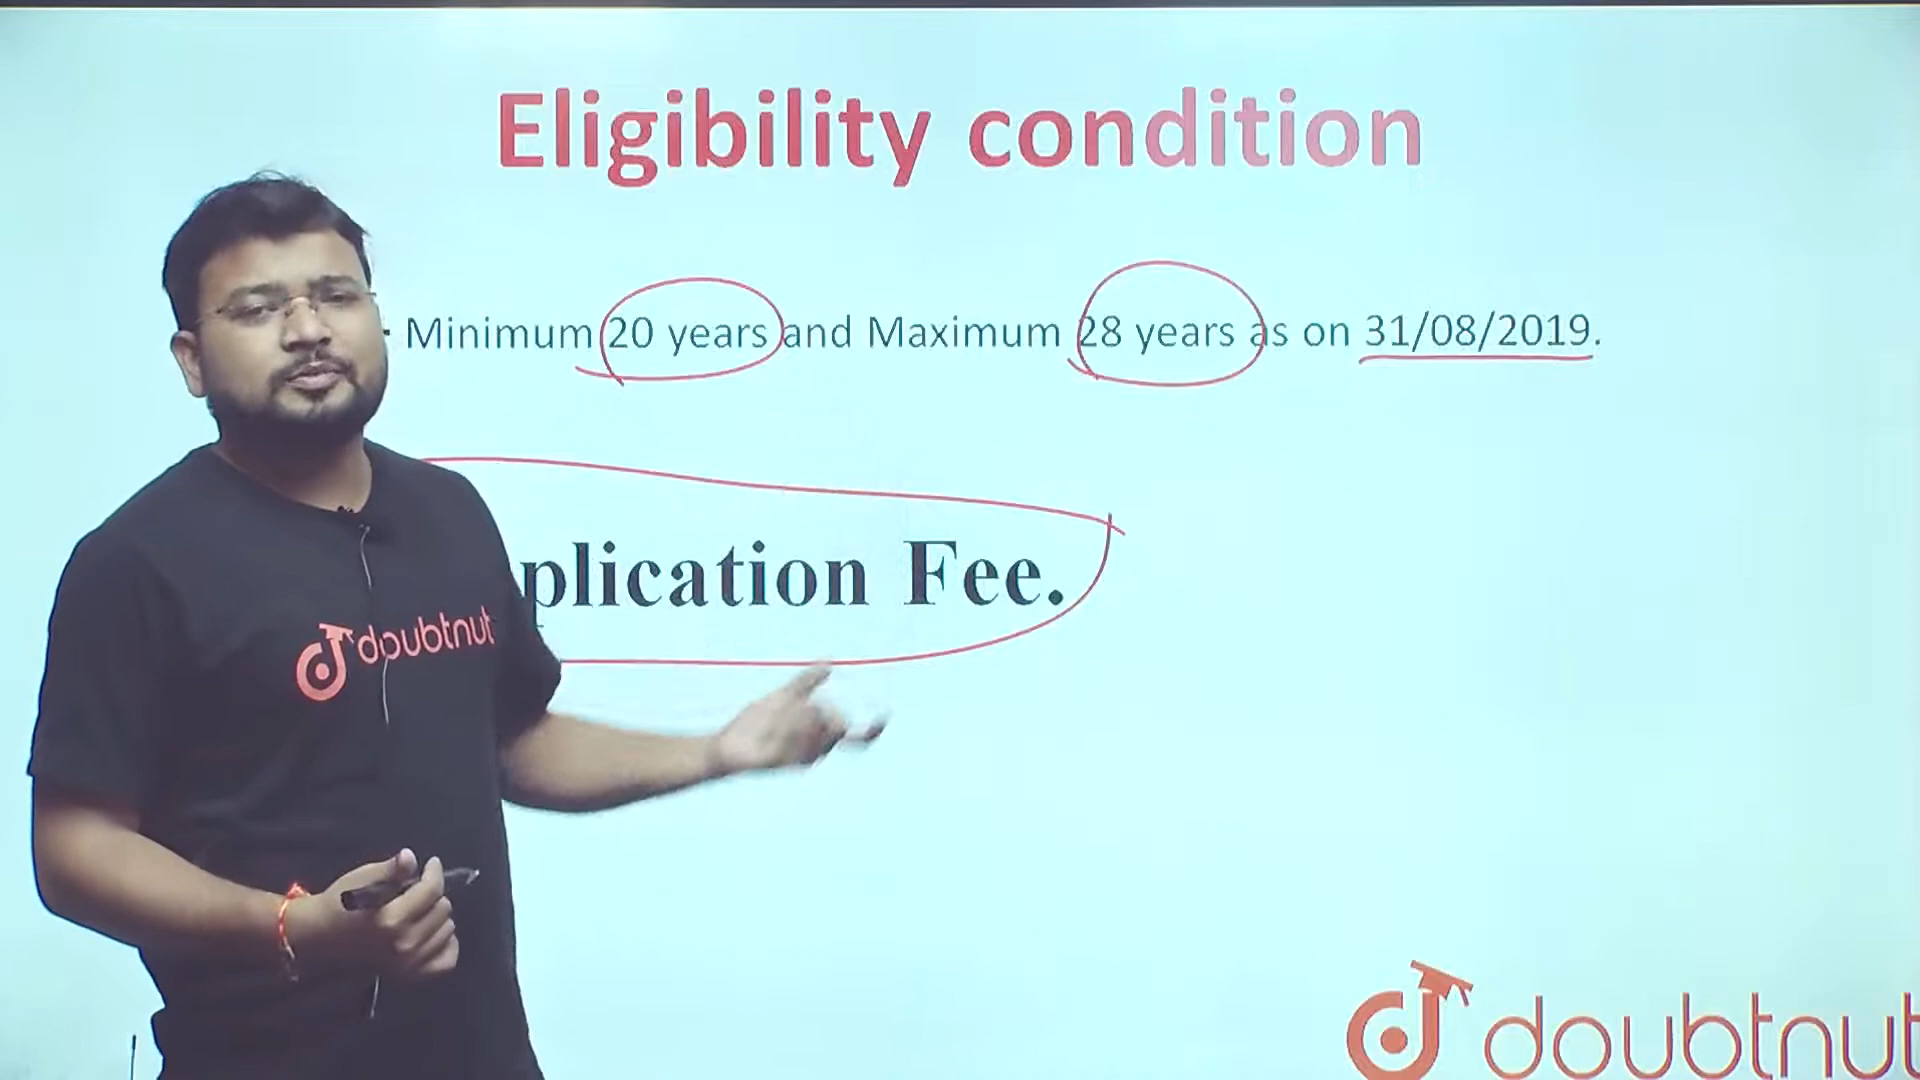 Eligibility condition
- Minimum 20 years and Maximum 28 years as on 31/08/2019.
plication Fee.
doubtnut
doubtnut